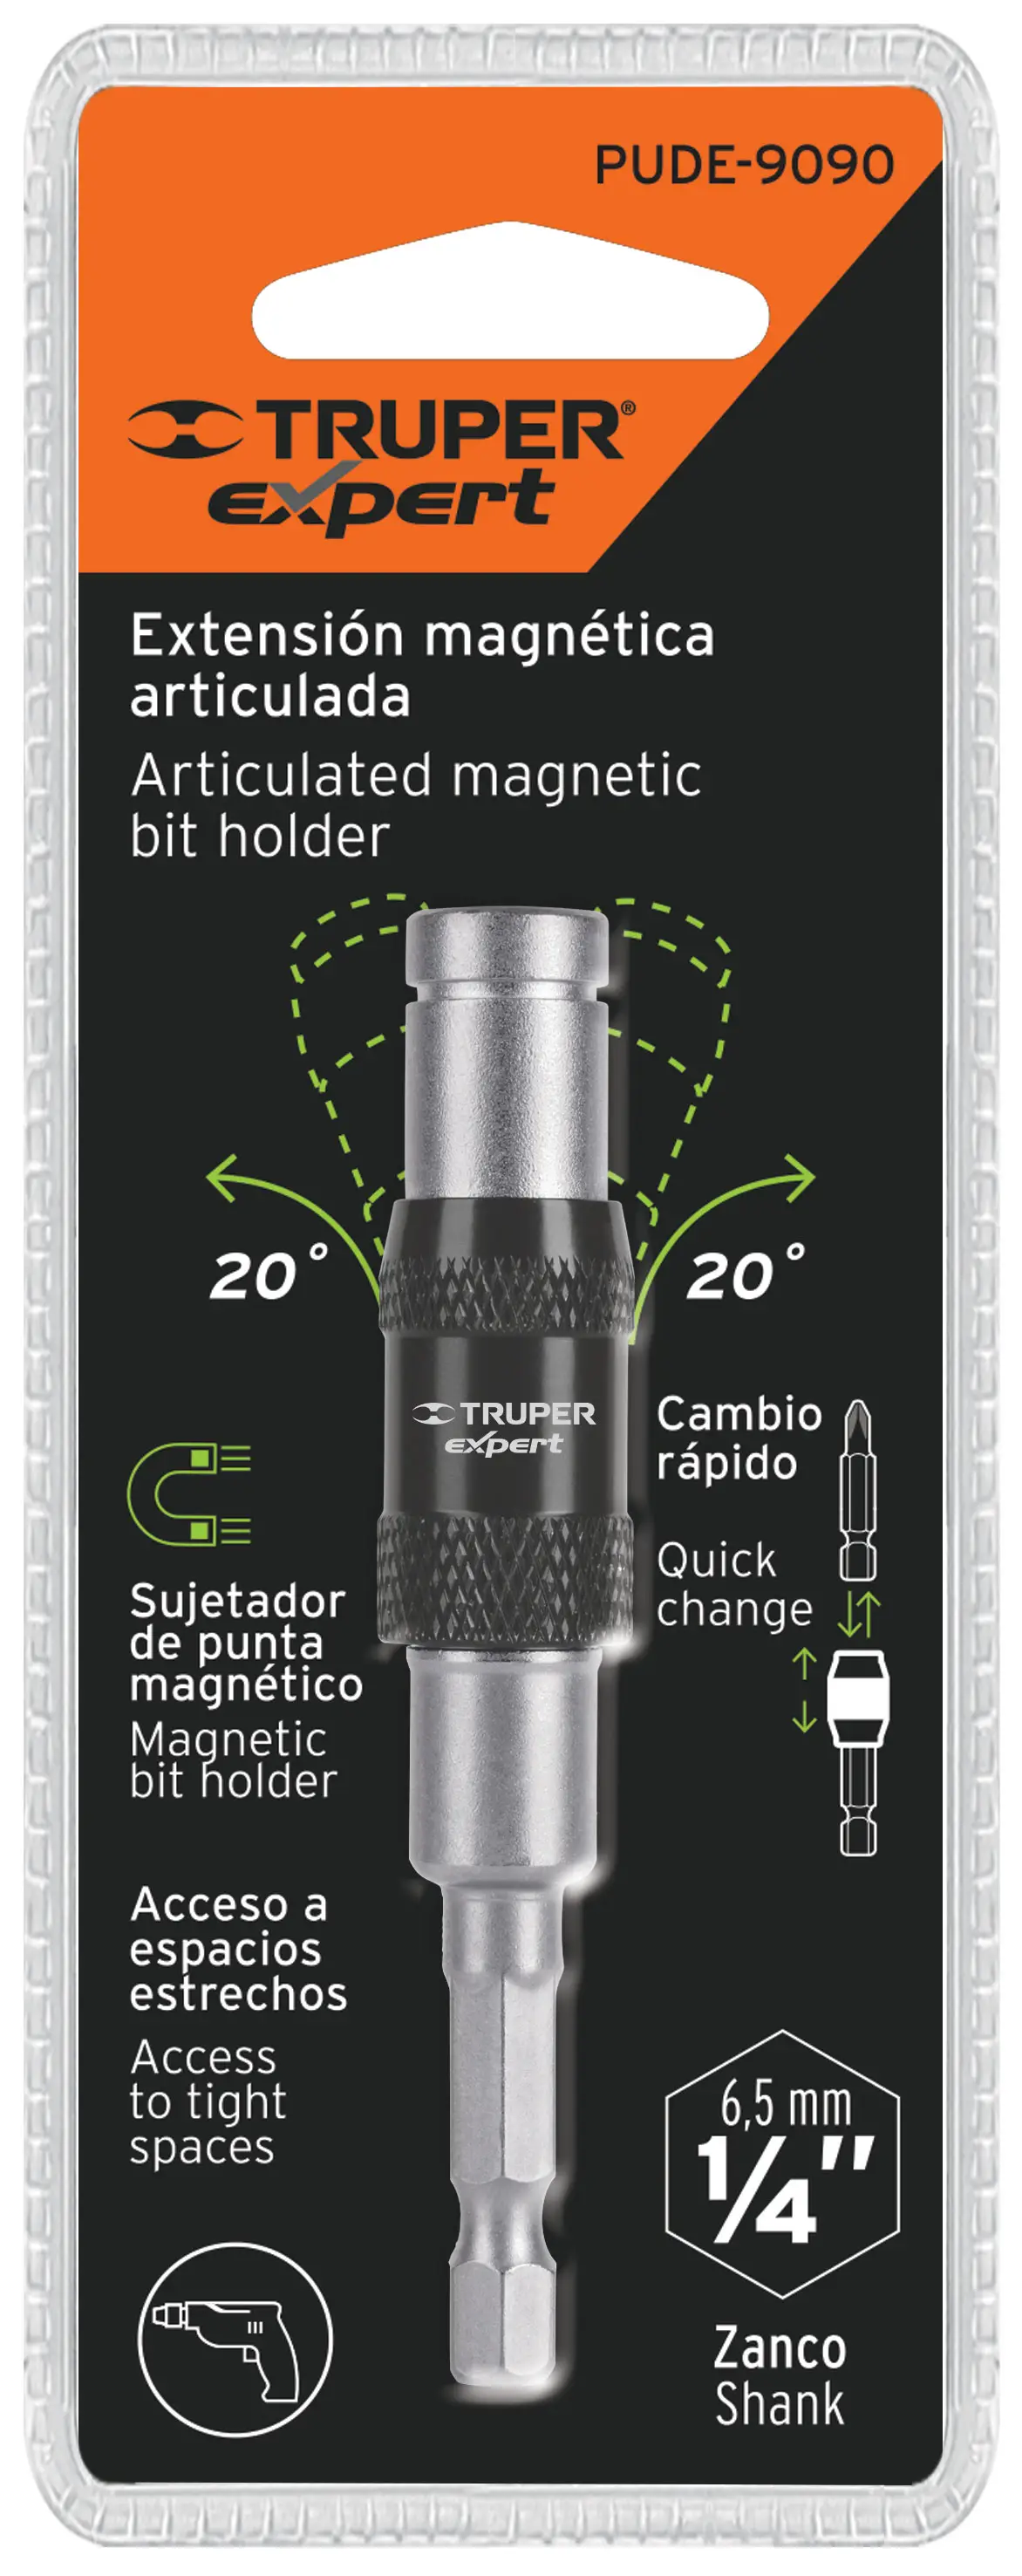 PUDE-9090
TRUPER®
expert
Extensión magnética
articulada
Articulated magnetic
bit holder
20°
20°
TRUPER
expert
Cambio
rápido
Quick
change
Sujetador
de punta
magnético
Magnetic
bit holder
Acceso a
espacios
estrechos
Access
to tight
spaces
6,5 mm
1/4"
Zanco
Shank